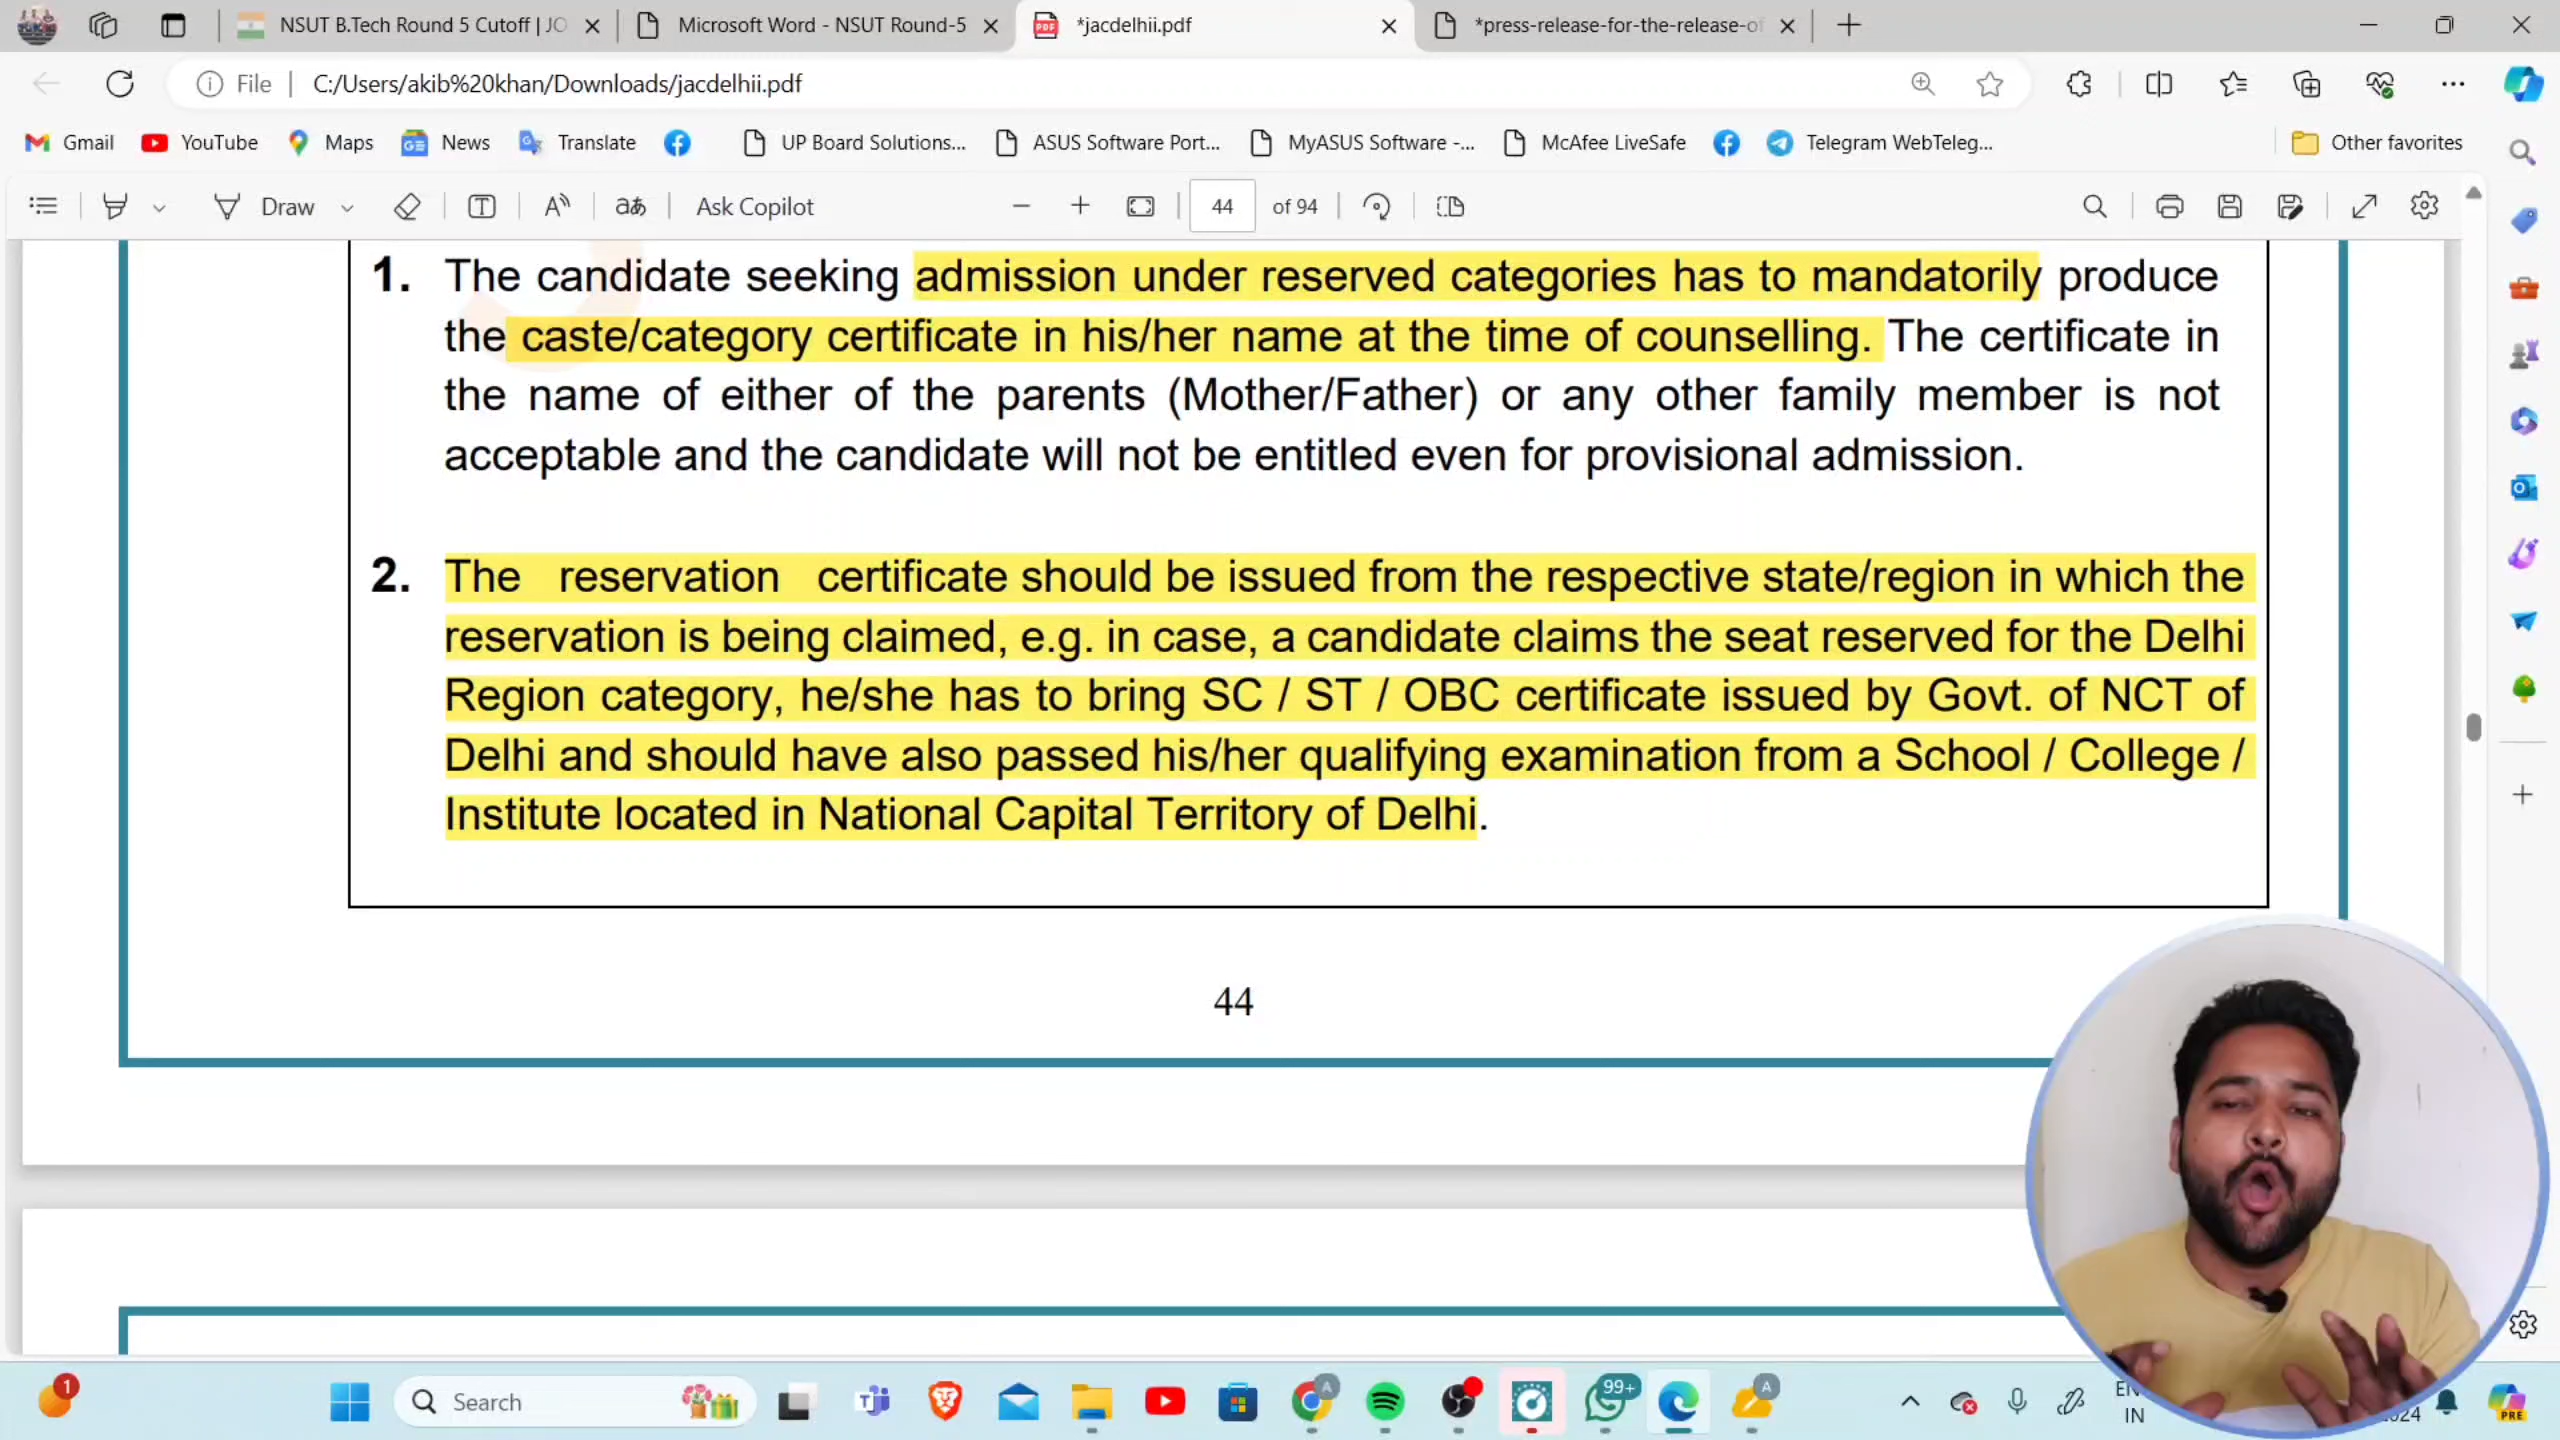 NSUT B.Tech Round 5 Cutoff | JO
Microsoft Word - NSUT Round-5
*jacdelhii.pdf
*press-release-for-the-release-of
File
C:/Users/akib%20khan/Downloads/jacdelhii.pdf
Gmail
YouTube
Maps
News
Translate
UP Board Solutions...
ASUS Software Port...
MyASUS Software -...
McAfee LiveSafe
Telegram WebTeleg...
Other favorites
Draw
aあ
Ask Copilot
44
of 94
1. The candidate seeking admission under reserved categories has to mandatorily produce
the caste/category certificate in his/her name at the time of counselling. The certificate in
the name of either of the parents (Mother/Father) or any other family member is not
acceptable and the candidate will not be entitled even for provisional admission.
2. The reservation certificate should be issued from the respective state/region in which the
reservation is being claimed, e.g. in case, a candidate claims the seat reserved for the Delhi
Region category, he/she has to bring SC / ST / OBC certificate issued by Govt. of NCT of
Delhi and should have also passed his/her qualifying examination from a School / College /
Institute located in National Capital Territory of Delhi.
44
1
Search
A
99+
A
IN
PRE